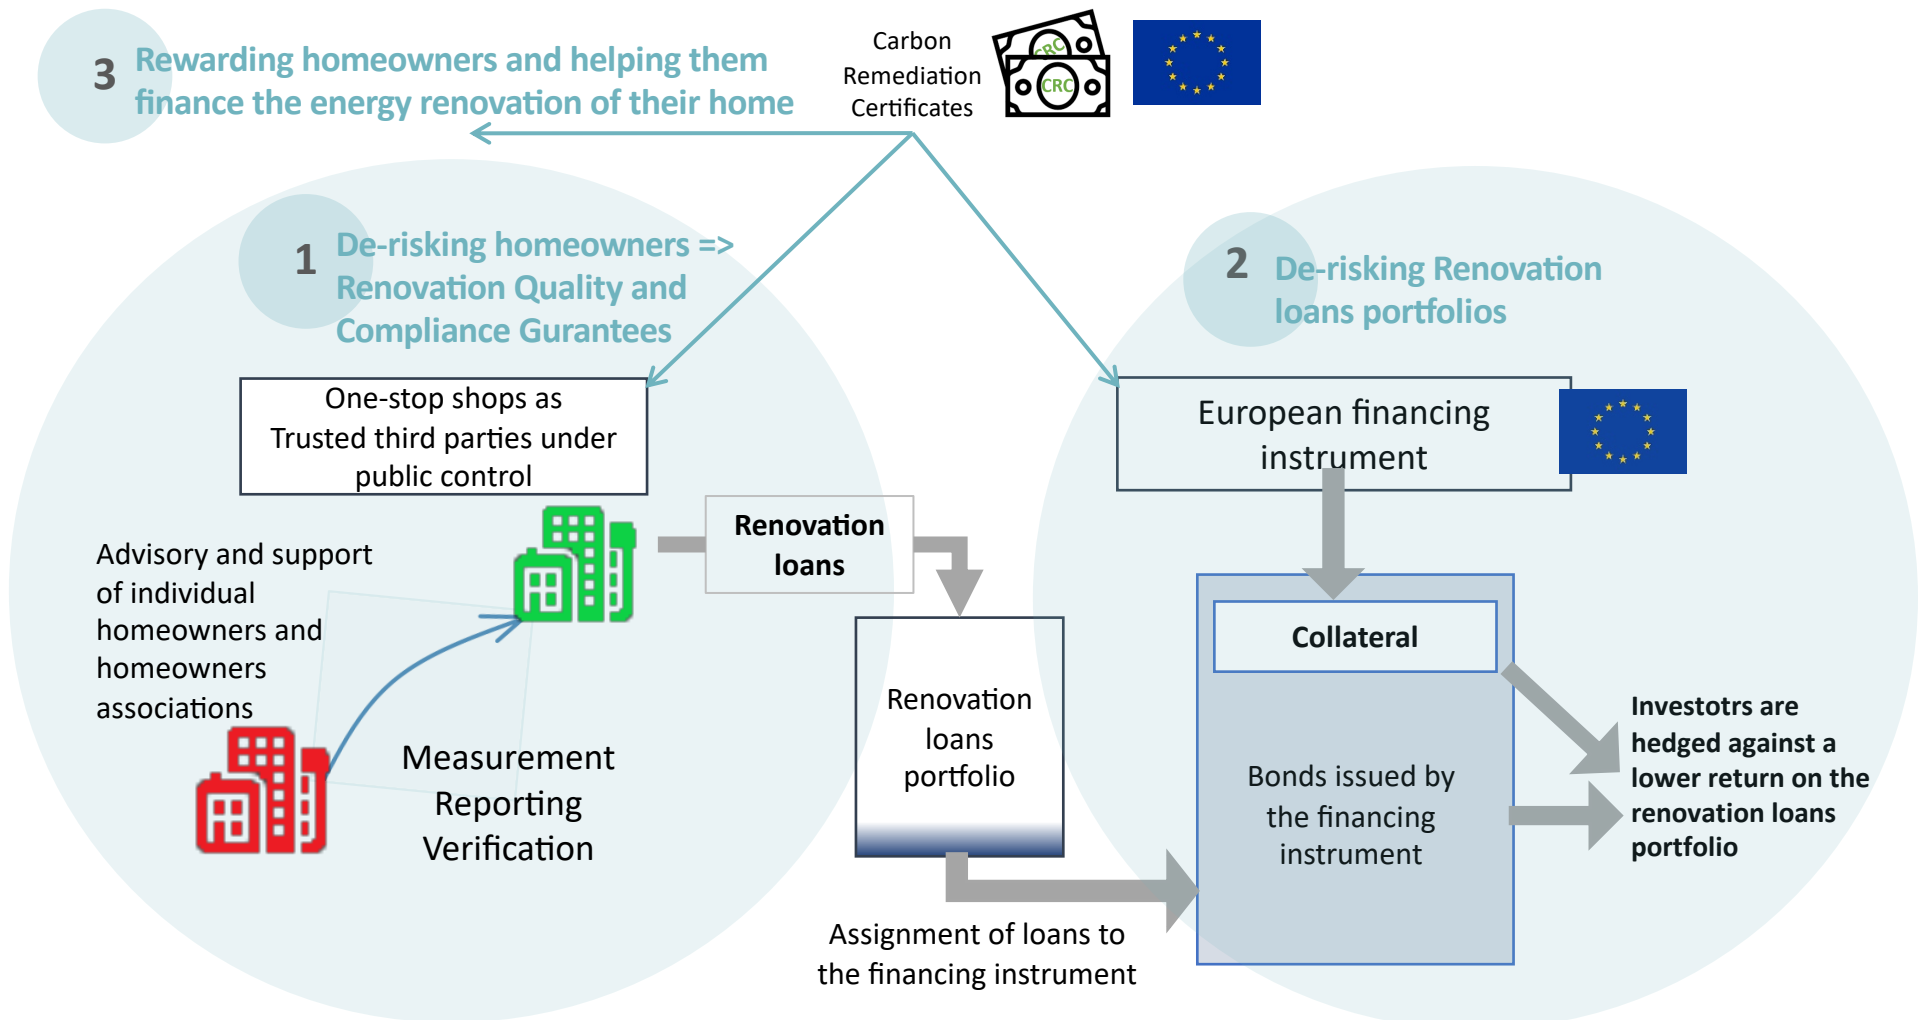 3
Rewarding homeowners and helping them
finance the energy renovation of their home
Carbon
Remediation
Certificates
CRC
CRC
1
De-risking homeowners =>
Renovation Quality and
Compliance Gurantees
2
De-risking Renovation
loans portfolios
One-stop shops as
Trusted third parties under
public control
European financing
instrument
Advisory and support
of individual
homeowners and
homeowners
associations
Renovation
loans
Measurement
Reporting
Verification
Renovation
loans
portfolio
Collateral
Bonds issued by
the financing
instrument
Investotrs are
hedged against a
lower return on the
renovation loans
portfolio
Assignment of loans to
the financing instrument